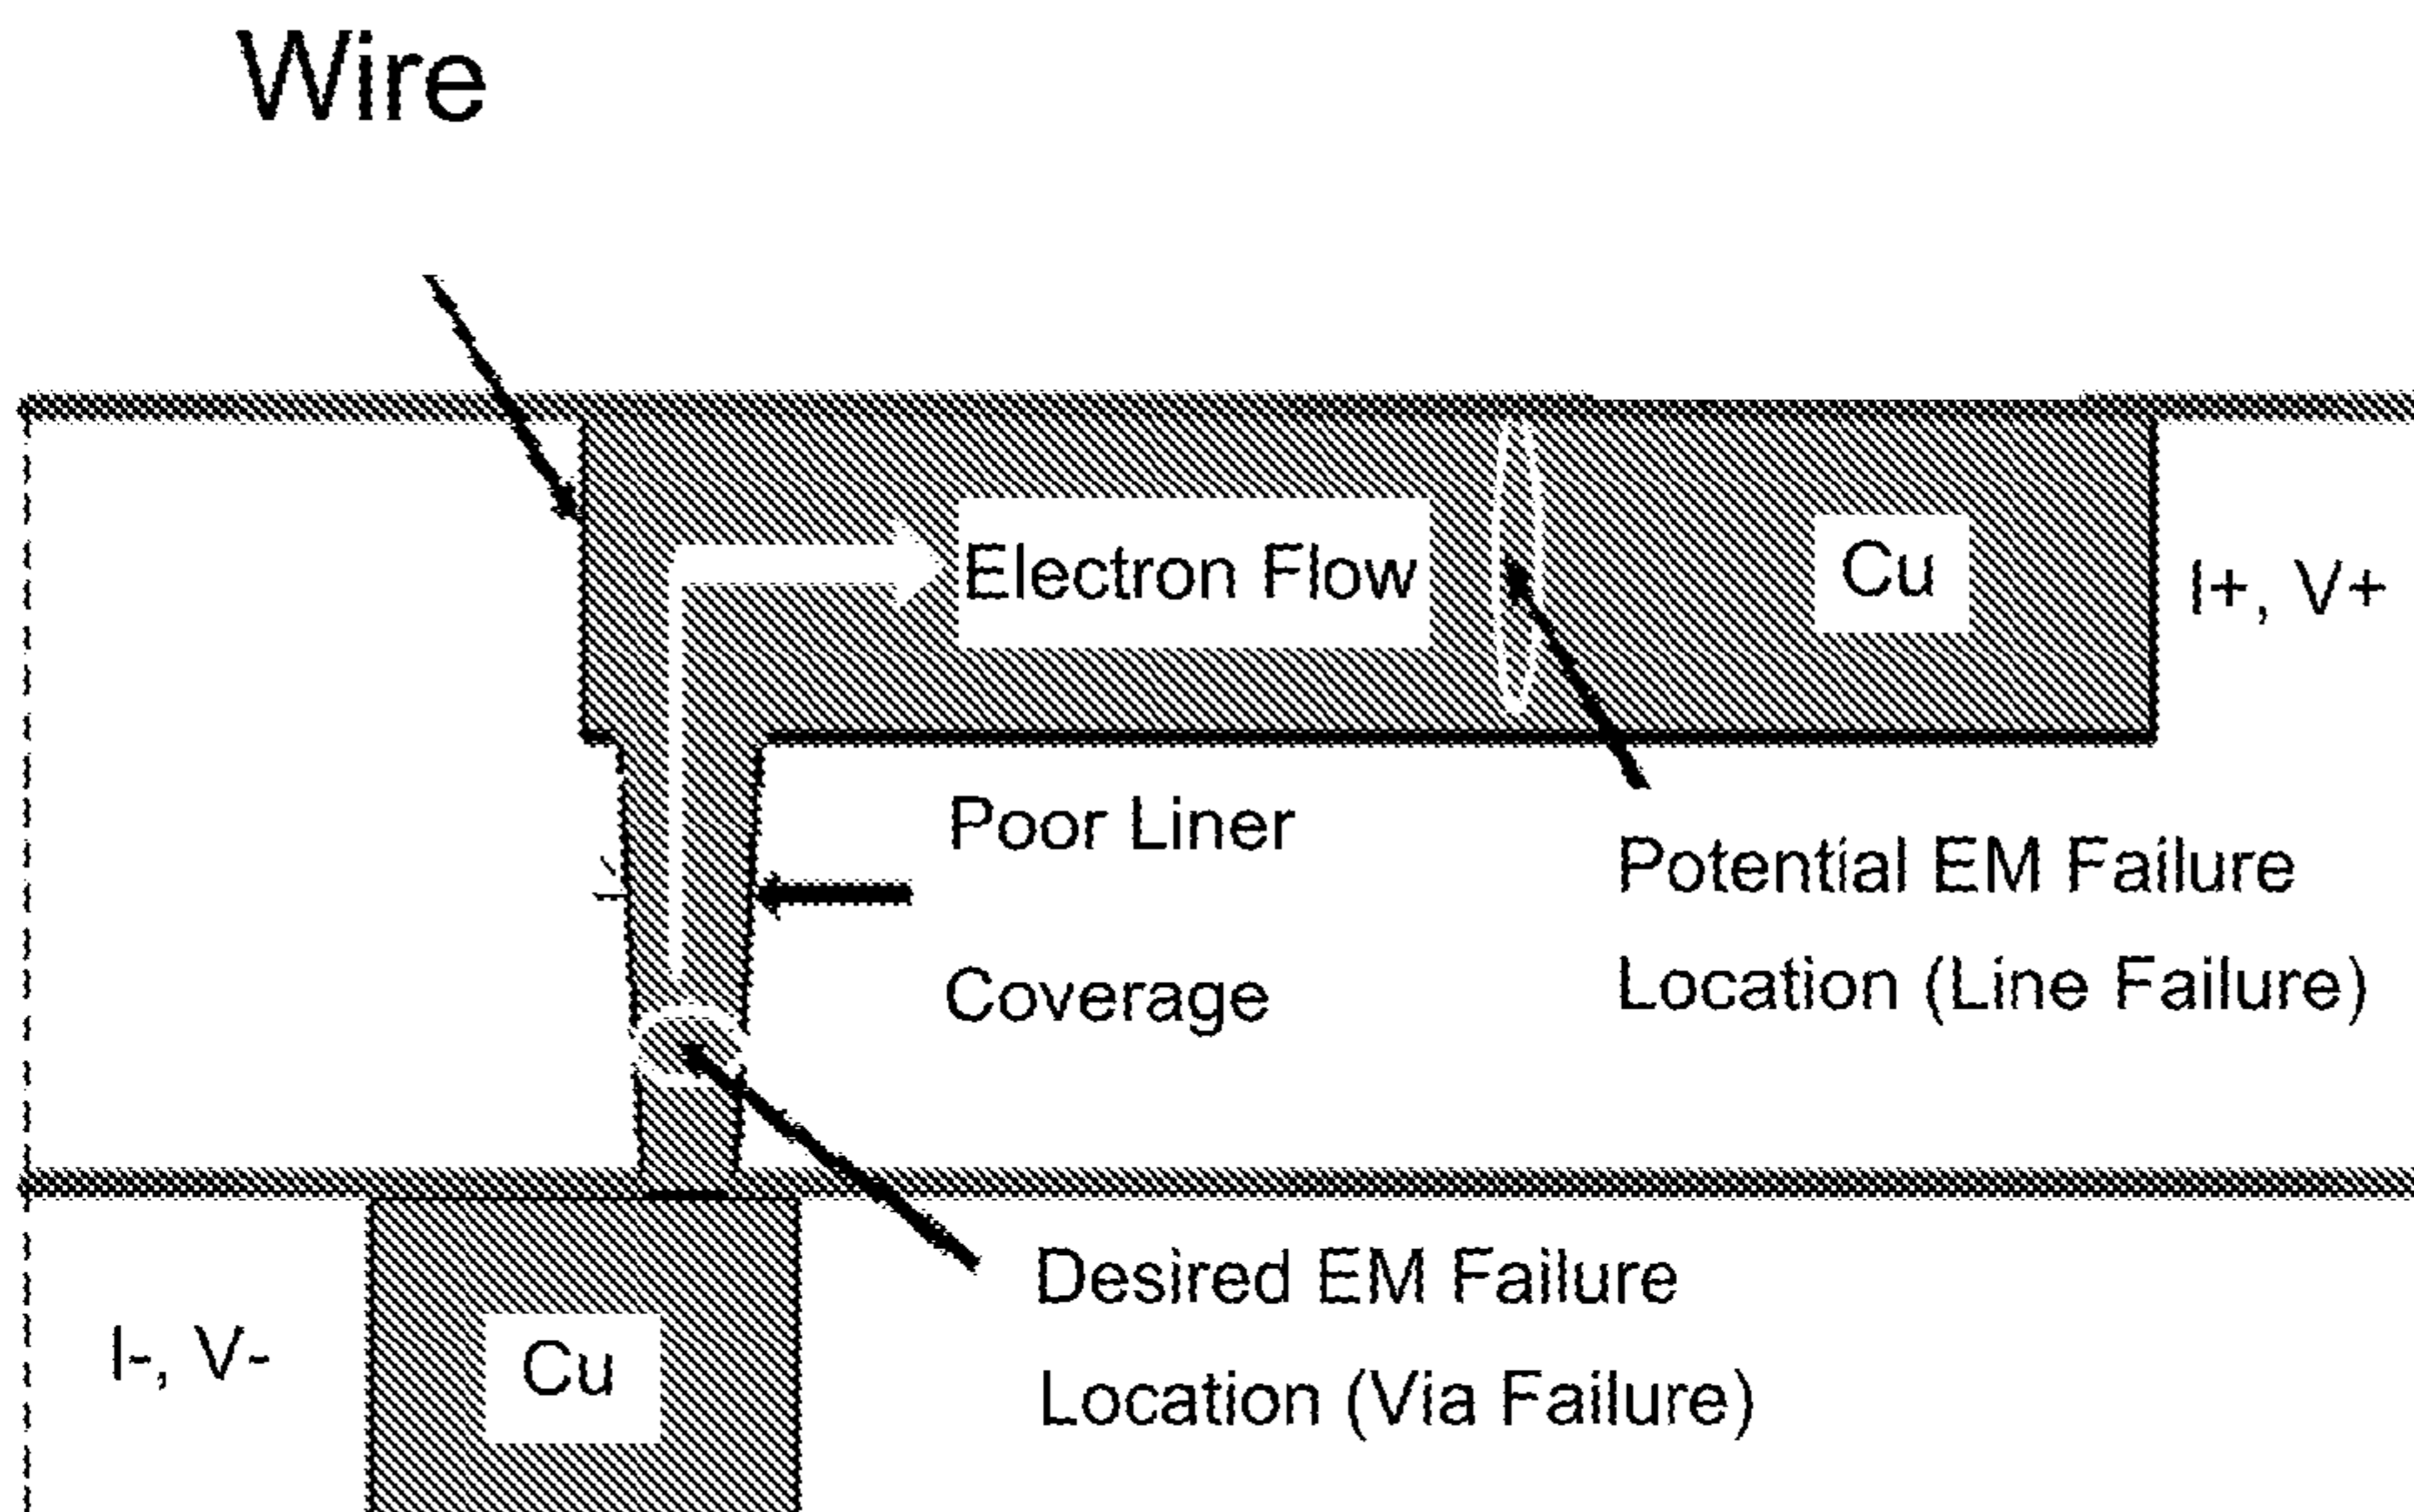 Wire
Electron Flow
Cu
I+, V+
Poor Liner
Coverage
Potential EM Failure
Location (Line Failure)
Desired EM Failure
Location (Via Failure)
I-, V-
Cu